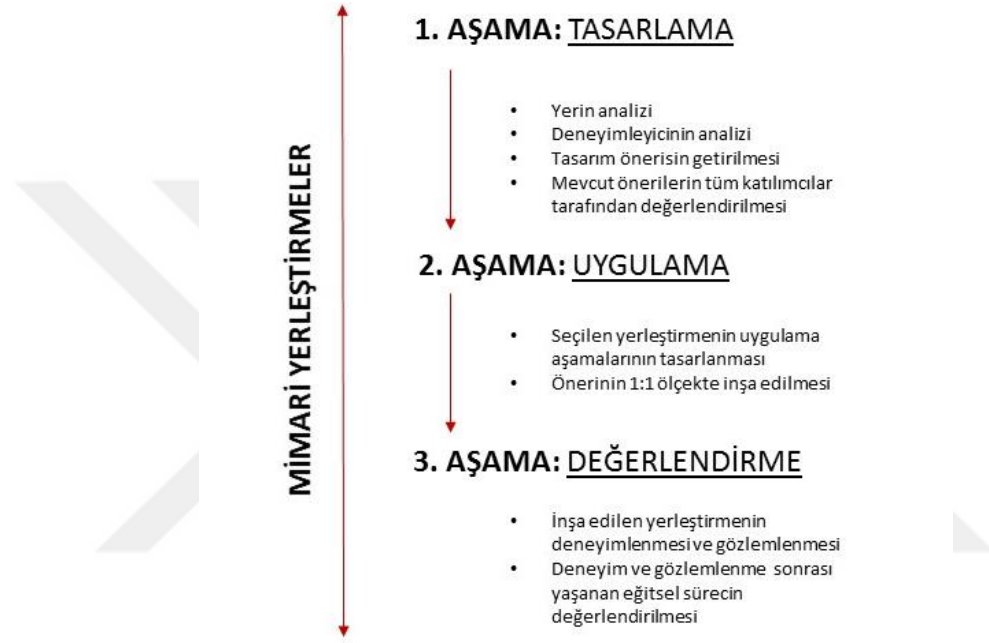 MİMARİ YERLEŞTİRMELER
1. AŞAMA: TASARLAMA
• Yerin analizi
• Deneyimleyicinin analizi
• Tasarım önerisin getirilmesi
• Mevcut önerilerin tüm katılımcılar
tarafından değerlendirilmesi
2. AŞAMA: UYGULAMA
• Seçilen yerleştirmenin uygulama
aşamalarının tasarlanması
• Önerinin 1:1 ölçekte inşa edilmesi
3. AŞAMA: DEĞERLENDİRME
• İnşa edilen yerleştirmenin
deneyimlenmesi ve gözlemlenmesi
• Deneyim ve gözlemlenme sonrası
yaşanan eğitsel sürecin
değerlendirilmesi